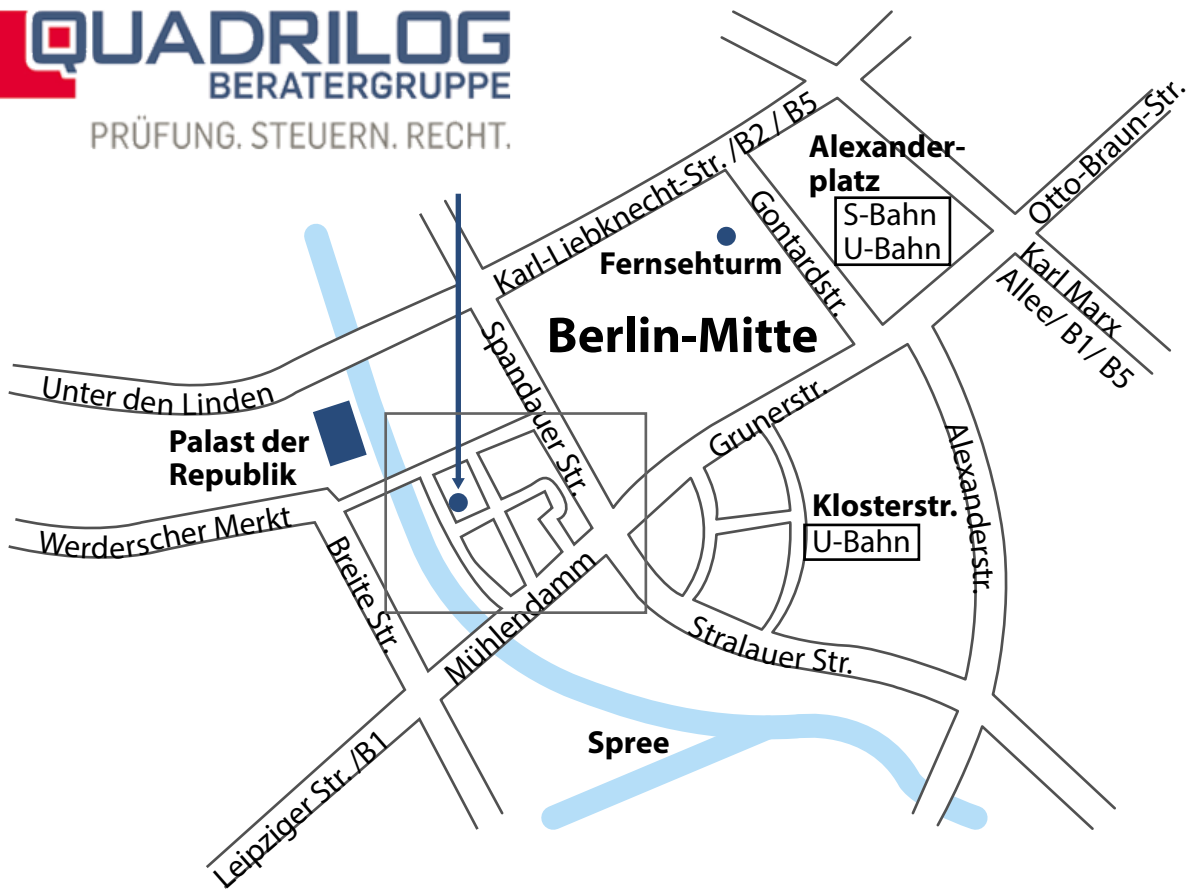 QUADRILOG
BERATERGRUPPE
PRÜFUNG. STEUERN. RECHT.
Karl-Liebknecht-Str. /B2 / B5
Alexander-
platz
S-Bahn
U-Bahn
Otto-Braun-Str.
Gontardstr.
Fernsehturm
Karl Marx
Allee/ B1/ B5
Berlin-Mitte
Spandauer Str.
Unter den Linden
Grunerstr.
Palast der
Republik
Alexanderstr.
Klosterstr.
U-Bahn
Werderscher Merkt
Breite Str.
Mühlendamm
Stralauer Str.
Spree
Leipziger Str. /B1